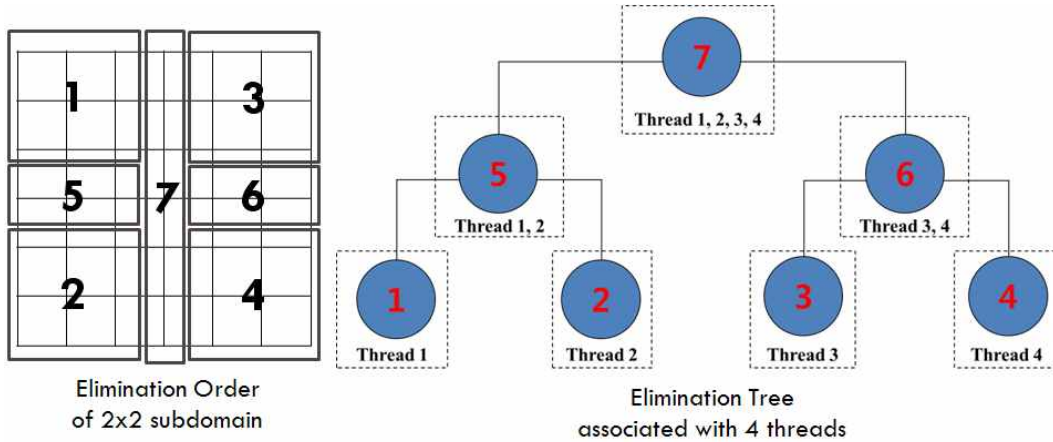 1
3
5
7
6
2
4
Elimination Order
of 2x2 subdomain
7
Thread 1, 2, 3, 4
5
Thread 1, 2
6
Thread 3, 4
1
Thread 1
2
Thread 2
3
Thread 3
4
Thread 4
Elimination Tree
associated with 4 threads